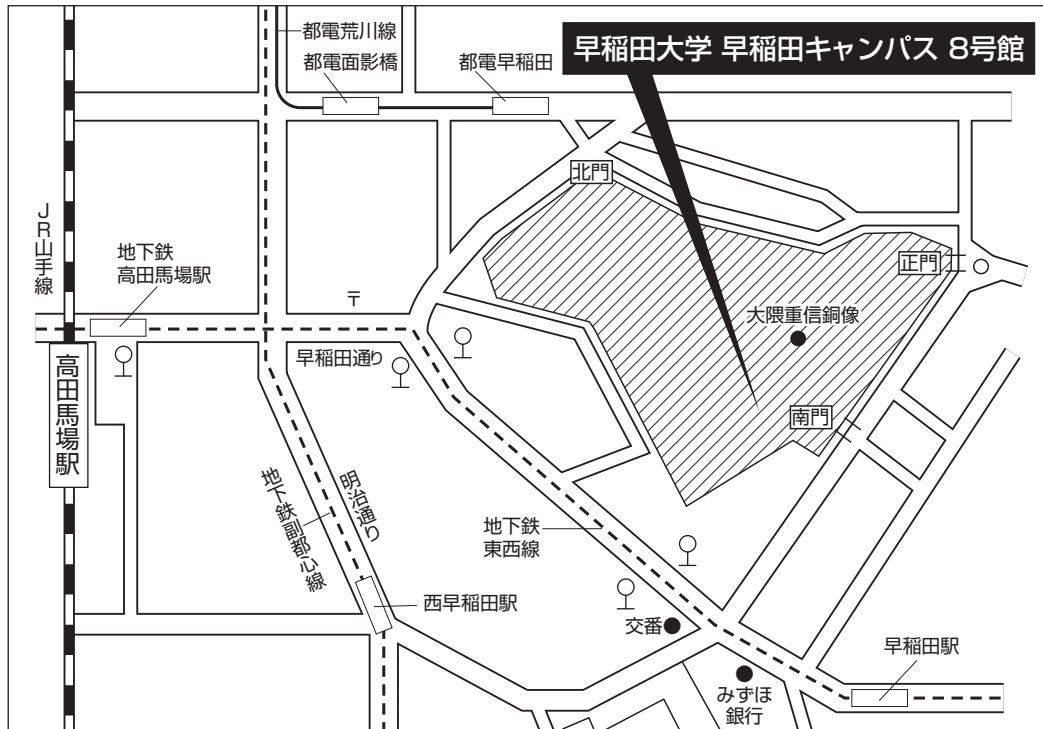 都電荒川線
都電面影橋
都電早稲田
早稲田大学 早稲田キャンパス 8号館
北門
JR山手線
地下鉄
高田馬場駅
〒
正門
大隈重信銅像
早稲田通り
高田馬場駅
南門
明治通り
地下鉄副都心線
地下鉄
東西線
西早稲田駅
交番
早稲田駅
みずほ
銀行